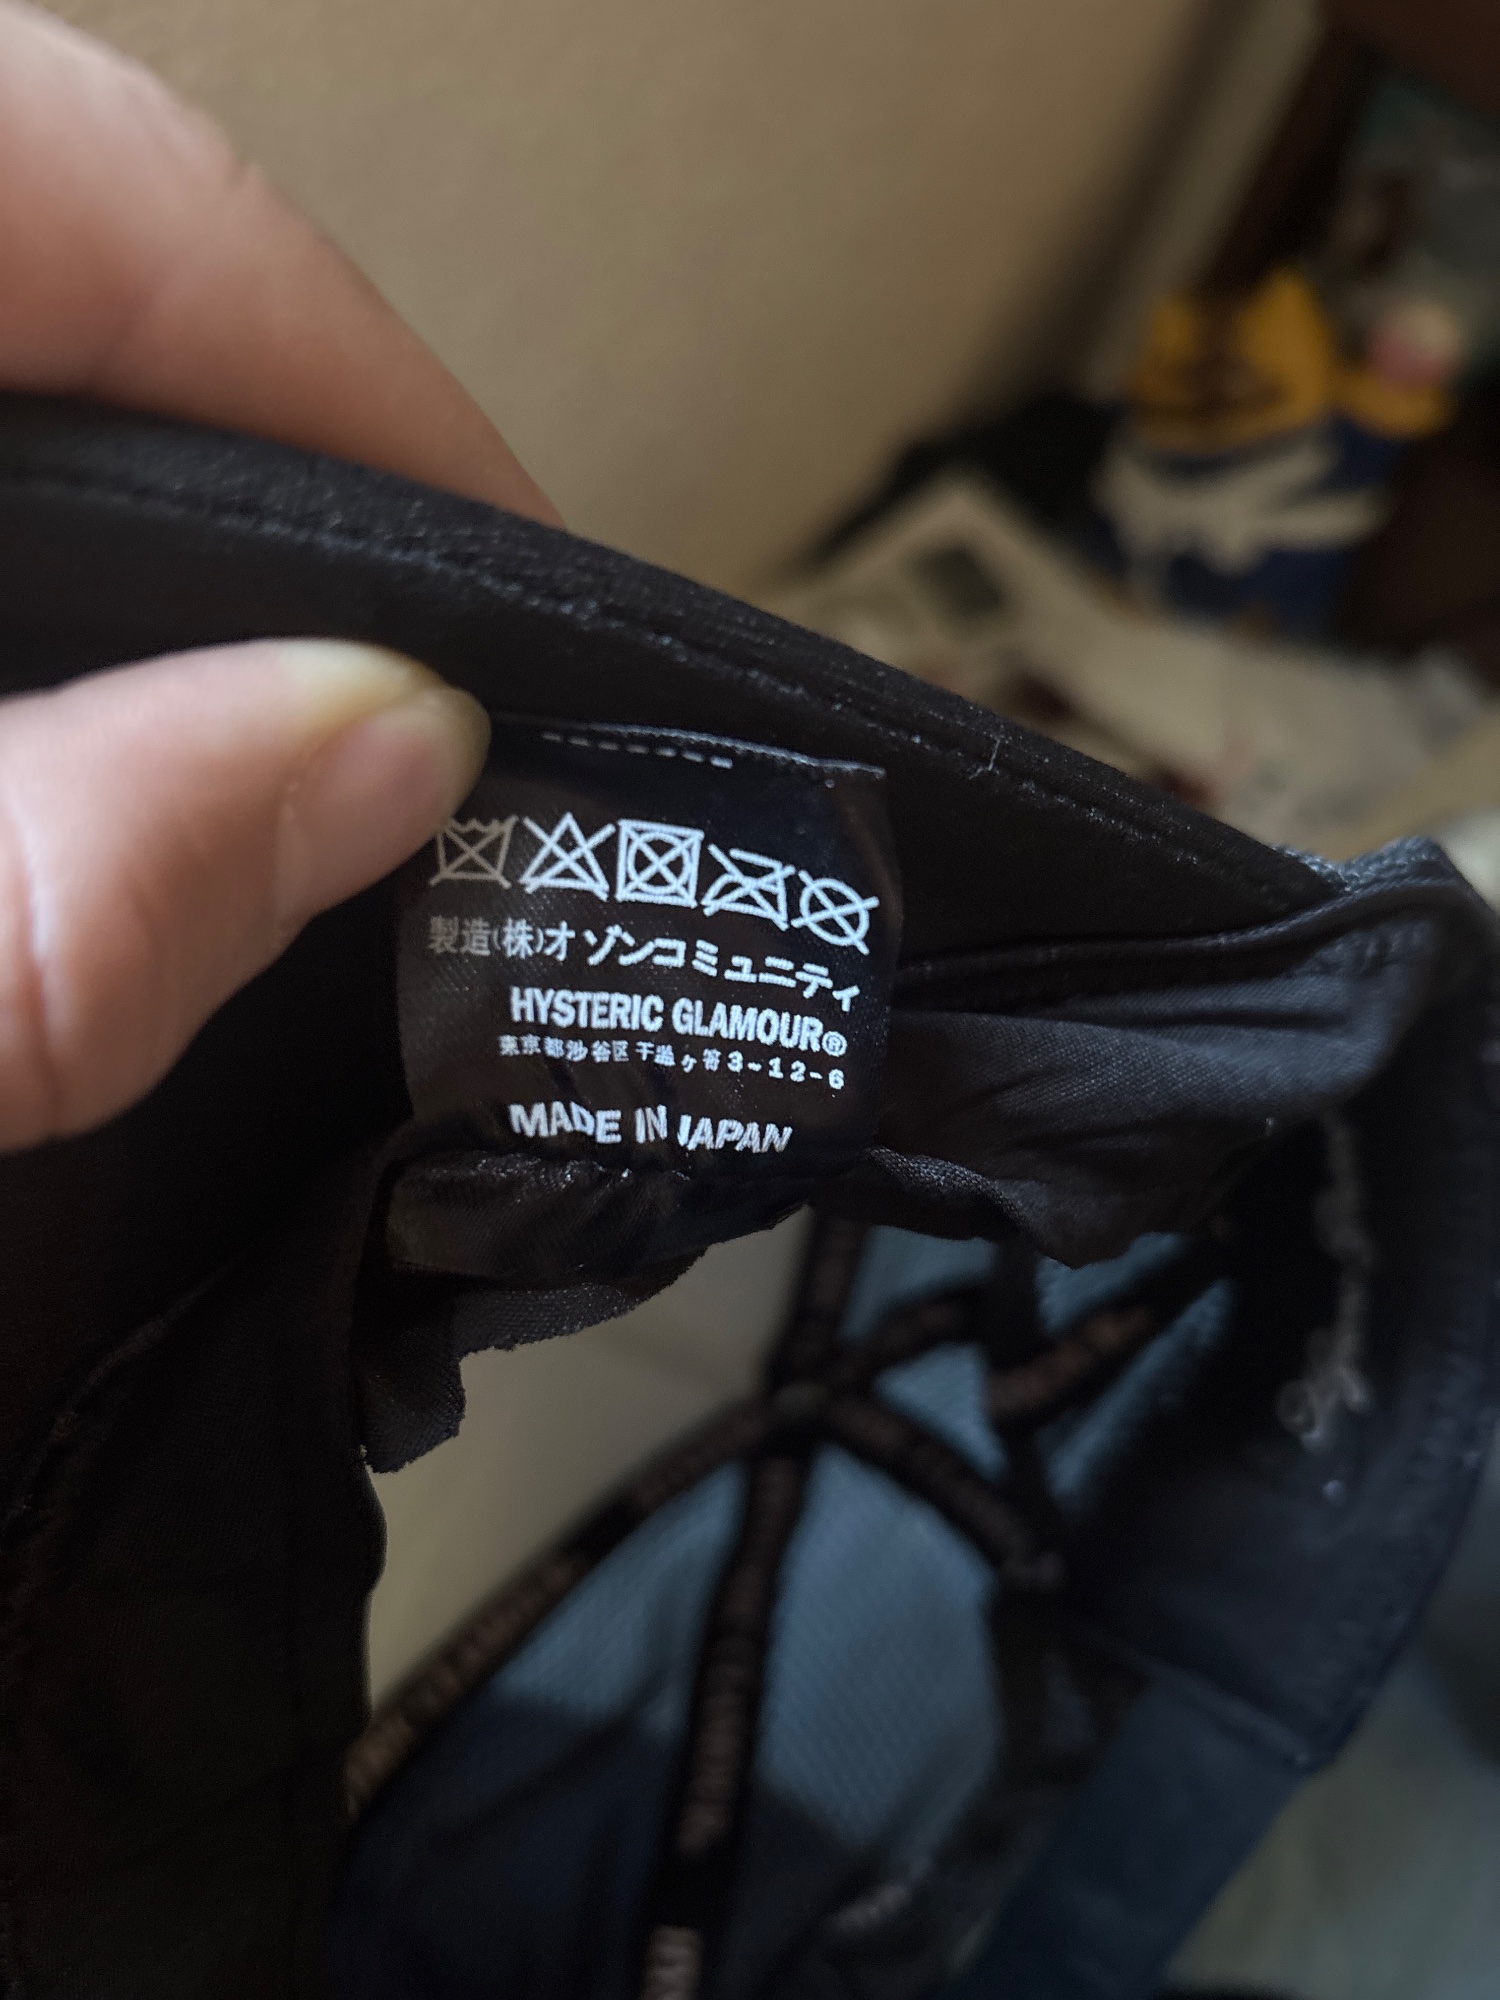 製造(株)オゾンコミュニティ
HYSTERIC GLAMOUR®
東京都渋谷区千駄ヶ谷3-12-6
MADE IN JAPAN